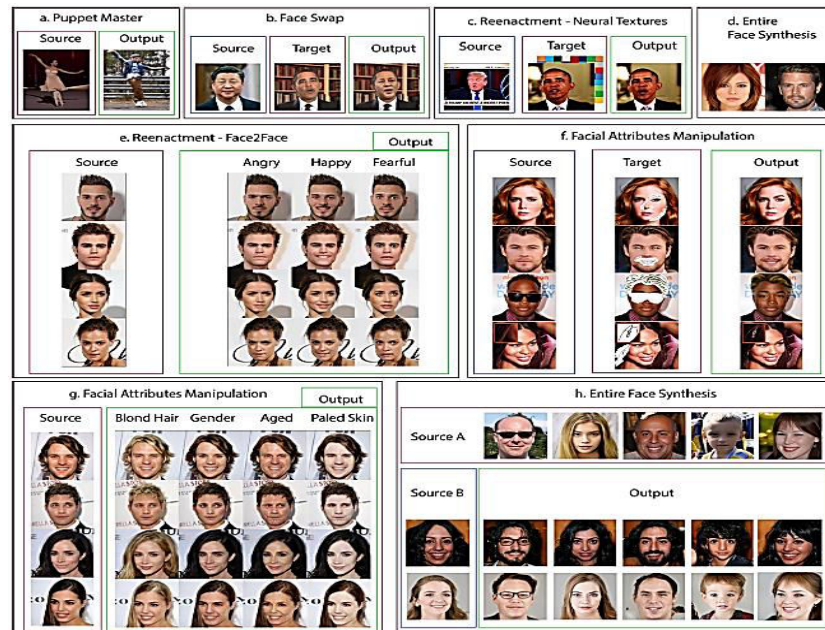 a. Puppet Master
Source
Output
b. Face Swap
Source
Target
Output
c. Reenactment - Neural Textures
Source
Target
Output
d. Entire
Face Synthesis
e. Reenactment - Face2Face
Output
Source
Angry
Happy
Fearful
f. Facial Attributes Manipulation
Source
Target
Output
g. Facial Attributes Manipulation
Output
Source
Blond Hair
Gender
Aged
Paled Skin
h. Entire Face Synthesis
Source A
Source B
Output